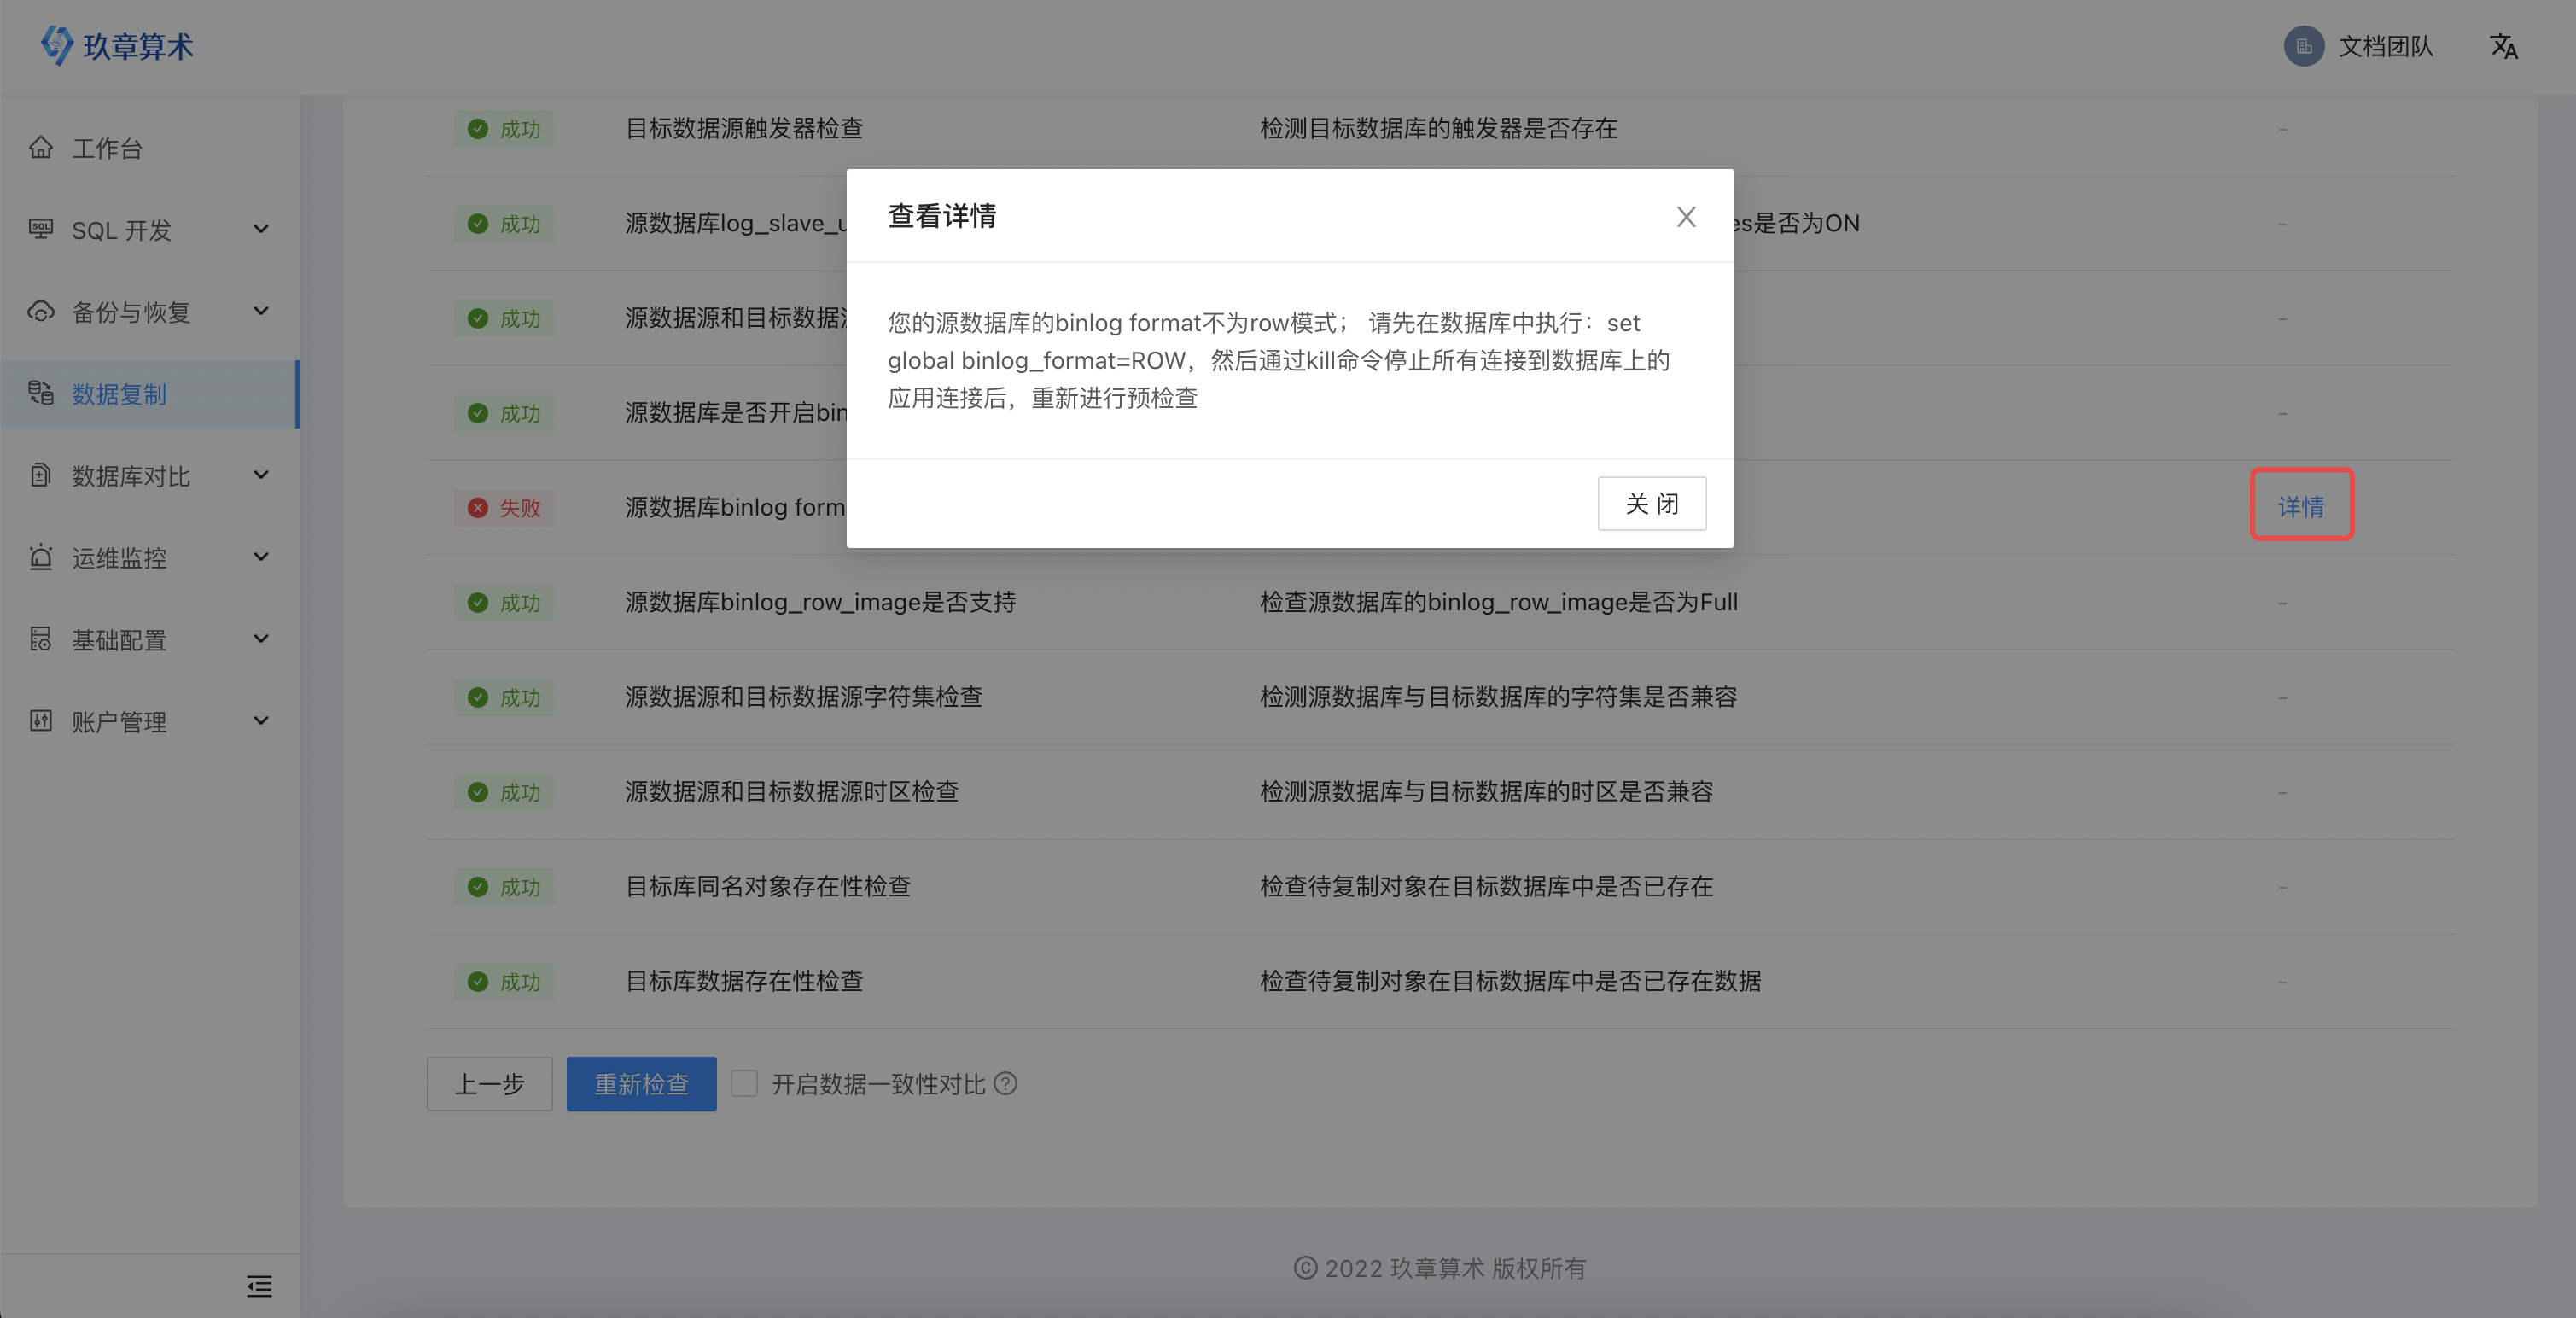 玖章算术
文档团队
工作台
SQL 开发
备份与恢复
数据复制
数据库对比
运维监控
基础配置
账户管理
成功 目标数据源触发器检查 检测目标数据库的触发器是否存在 -
成功 源数据库log_slave_u es是否为ON -
成功 源数据源和目标数据 -
成功 源数据库是否开启bin -
失败 源数据库binlog form 详情
成功 源数据库binlog_row_image是否支持 检查源数据库的binlog_row_image是否为Full -
成功 源数据源和目标数据源字符集检查 检测源数据库与目标数据库的字符集是否兼容 -
成功 源数据源和目标数据源时区检查 检测源数据库与目标数据库的时区是否兼容 -
成功 目标库同名对象存在性检查 检查待复制对象在目标数据库中是否已存在 -
成功 目标库数据存在性检查 检查待复制对象在目标数据库中是否已存在数据 -
查看详情
您的源数据库的binlog format不为row模式； 请先在数据库中执行：set
global binlog_format=ROW，然后通过kill命令停止所有连接到数据库上的
应用连接后，重新进行预检查
关 闭
上一步 重新检查 开启数据一致性对比
© 2022 玖章算术 版权所有